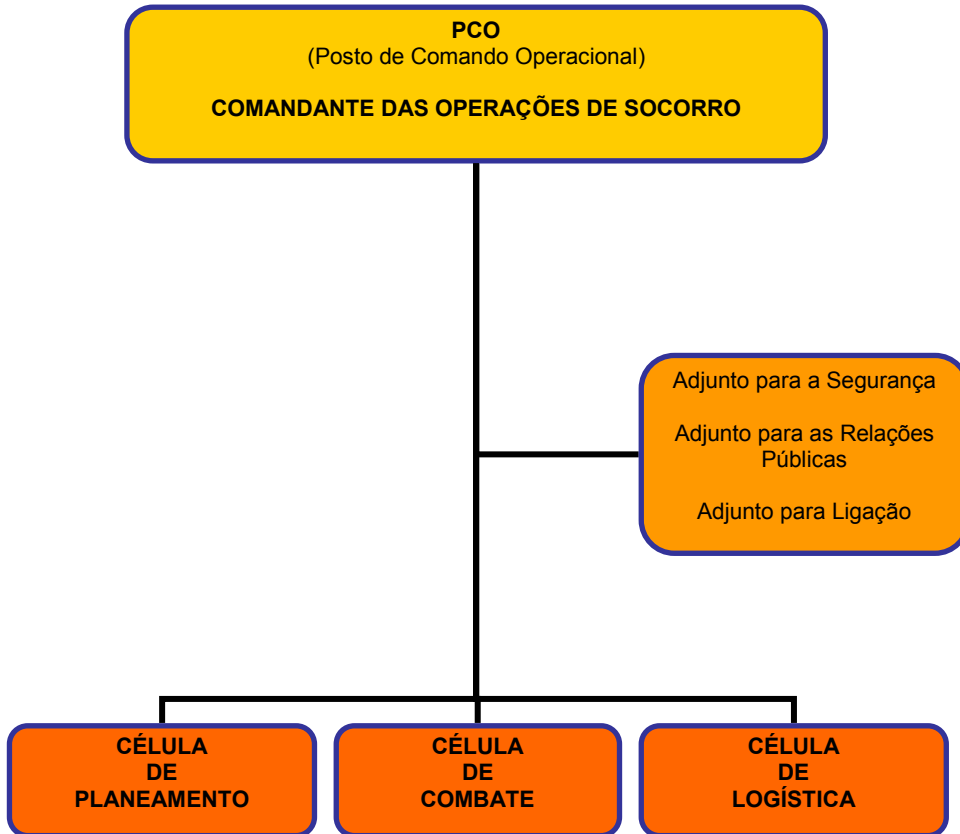 PCO
(Posto de Comando Operacional)
COMANDANTE DAS OPERAÇÕES DE SOCORRO
Adjunto para a Segurança
Adjunto para as Relações
Públicas
Adjunto para Ligação
CÉLULA
DE
PLANEAMENTO
CÉLULA
DE
COMBATE
CÉLULA
DE
LOGÍSTICA